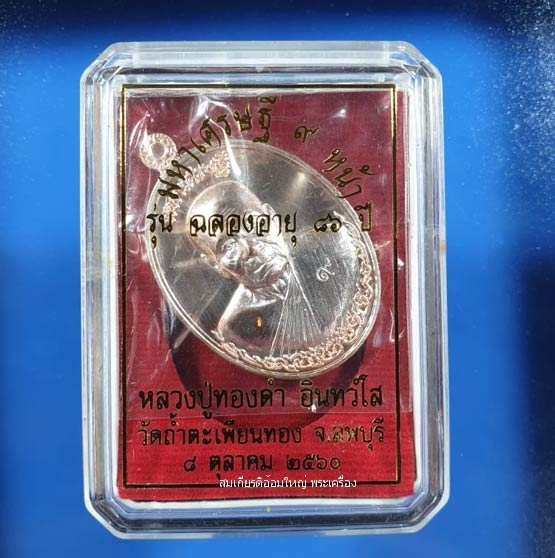 มหาเศรษฐี ๙ หน้า
รุ่น ฉลองอายุ ๘๖ ปี
๙
หลวงปู่ทองดำ อินทวํโส
วัดถ้ำตะเพียนทอง จ.ลพบุรี
๘ ตุลาคม ๒๕๖๐
สมเกียรติอ้อมใหญ่ พระเครื่อง